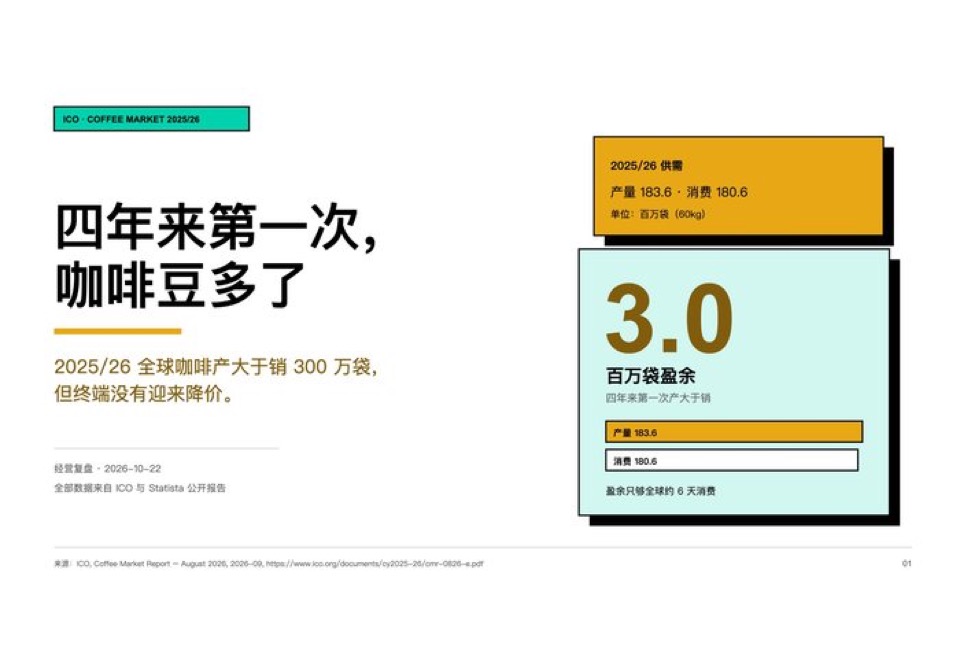 ICO · COFFEE MARKET 2025/26
四年来第一次，
咖啡豆多了
2025/26 全球咖啡产大于销 300 万袋，
但终端没有迎来降价。
经营复盘 · 2026-10-22
全部数据来自 ICO 与 Statista 公开报告
2025/26 供需
产量 183.6 · 消费 180.6
单位：百万袋（60kg）
3.0
百万袋盈余
四年来第一次产大于销
产量 183.6
消费 180.6
盈余只够全球约 6 天消费
来源：ICO, Coffee Market Report — August 2026, 2026-09, https://www.ico.org/documents/cy2025-26/cmr-0826-e.pdf
01